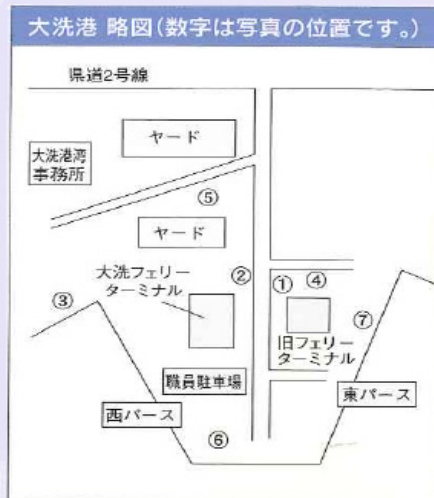 大洗港 略図(数字は写真の位置です。)
県道2号線
ヤード
大洗港湾
事務所
⑤
ヤード
大洗フェリー
ターミナル
②
①
④
③
⑦
旧フェリー
ターミナル
職員駐車場
東バース
西バース
⑥